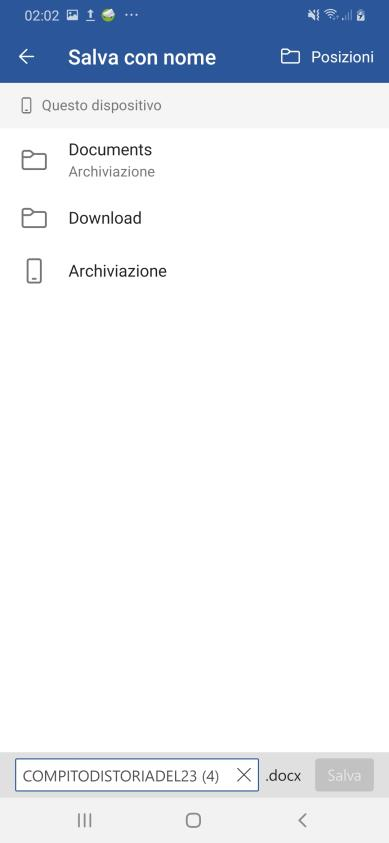 02:02
Salva con nome
Posizioni
Questo dispositivo
Documents
Archiviazione
Download
Archiviazione
COMPITODISTORIADEL23 (4)
.docx
Salva